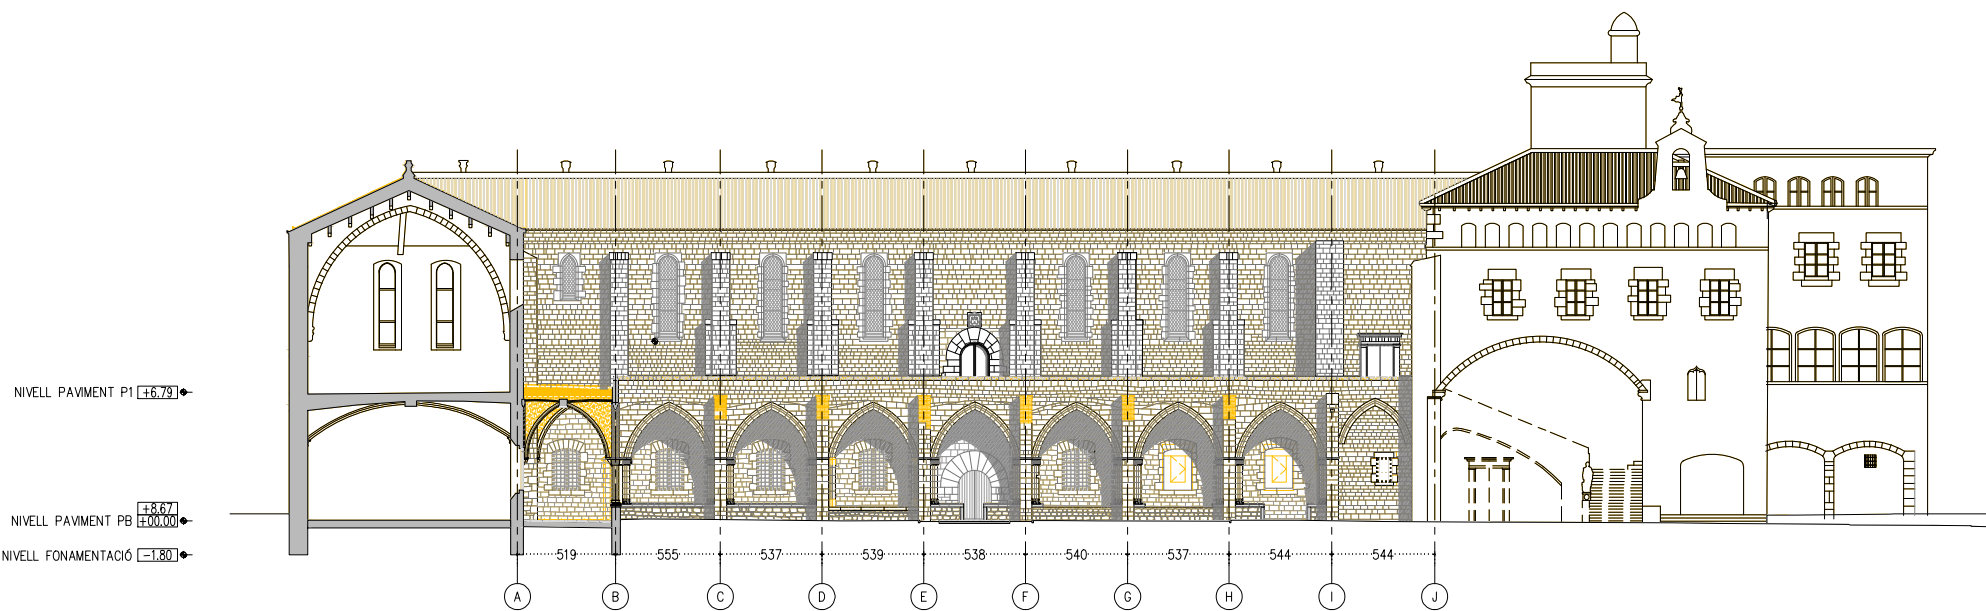 NIVELL PAVIMENT P1 +6.79
+8.67
NIVELL PAVIMENT PB +00.00
NIVELL FONAMENTACIÓ -1.80
519 555 537 539 538 540 537 544 544
A B C D E F G H I J